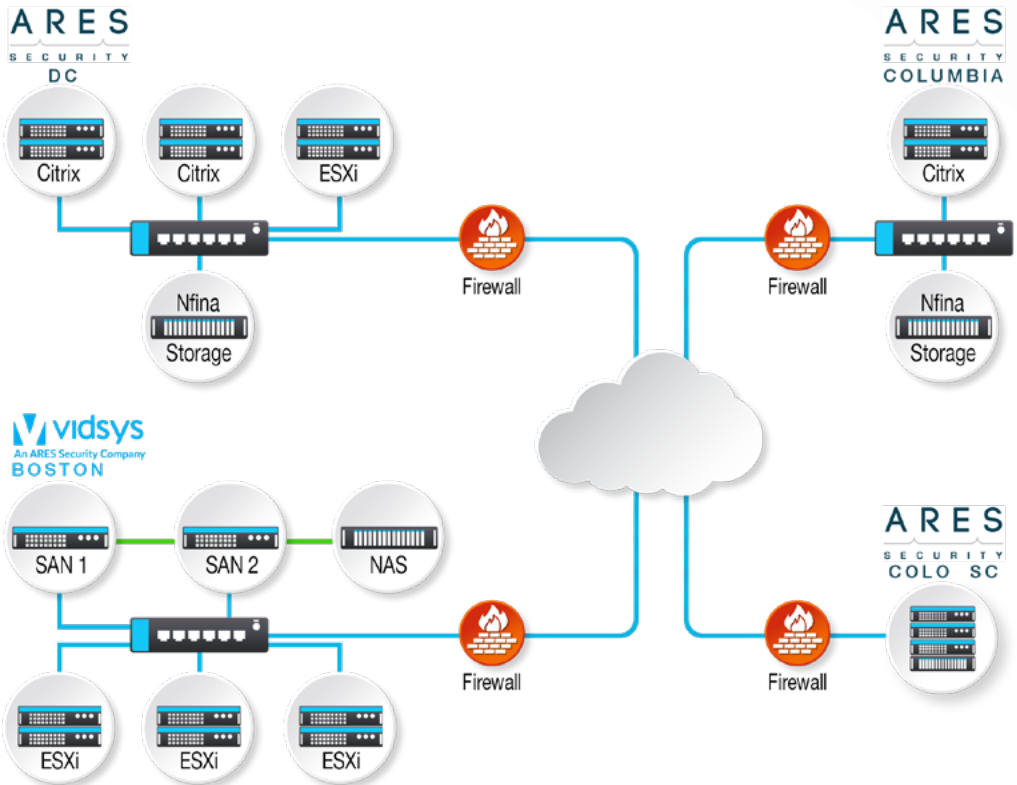 ARES
SECURITY
DC
Citrix
Citrix
ESXi
Firewall
Nfina
Storage
ARES
SECURITY
COLUMBIA
Citrix
Firewall
Nfina
Storage
vidsys
An ARES Security Company
BOSTON
SAN 1
SAN 2
NAS
Firewall
ESXi
ESXi
ESXi
ARES
SECURITY
COLO SC
Firewall